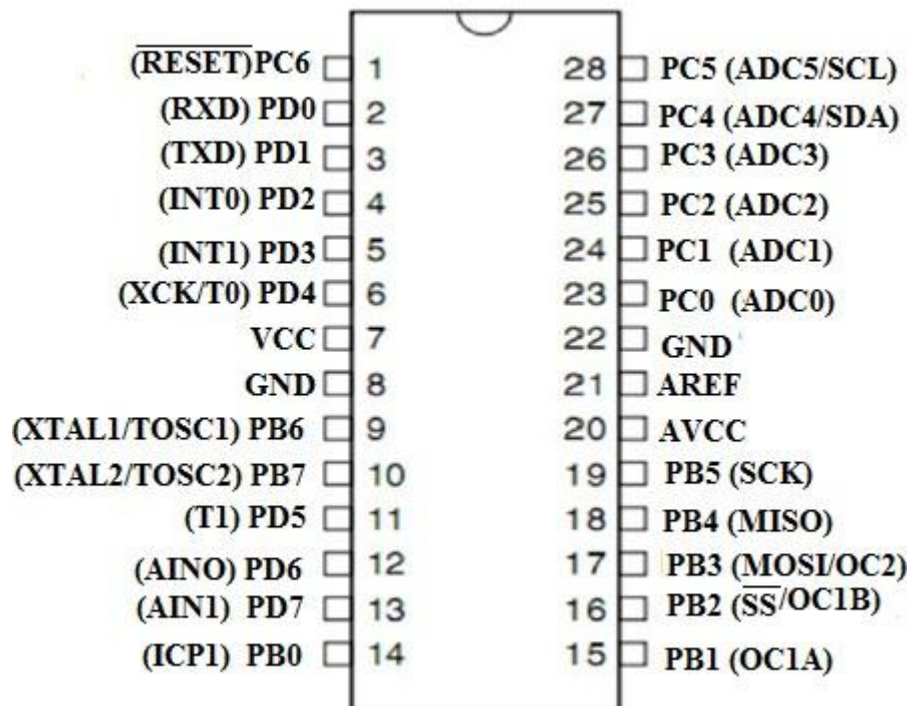 (RESET)PC6 1 28 PC5 (ADC5/SCL)
(RXD) PD0 2 27 PC4 (ADC4/SDA)
(TXD) PD1 3 26 PC3 (ADC3)
(INT0) PD2 4 25 PC2 (ADC2)
(INT1) PD3 5 24 PC1 (ADC1)
(XCK/T0) PD4 6 23 PC0 (ADC0)
VCC 7 22 GND
GND 8 21 AREF
(XTAL1/TOSC1) PB6 9 20 AVCC
(XTAL2/TOSC2) PB7 10 19 PB5 (SCK)
(T1) PD5 11 18 PB4 (MISO)
(AINO) PD6 12 17 PB3 (MOSI/OC2)
(AIN1) PD7 13 16 PB2 (SS/OC1B)
(ICP1) PB0 14 15 PB1 (OC1A)